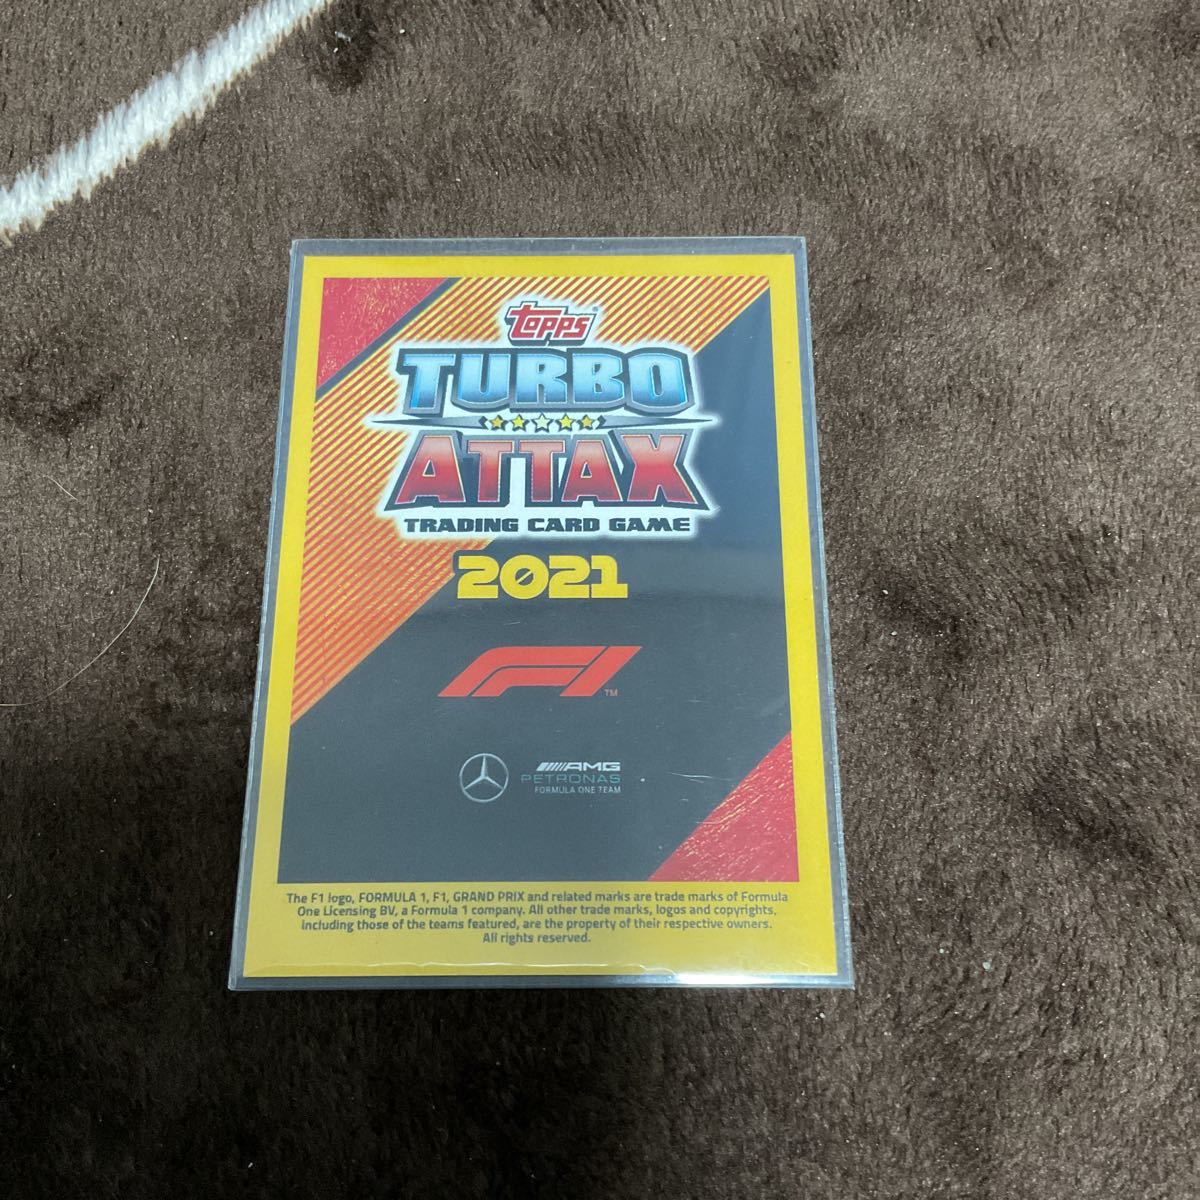 topps
TURBO
ATTAX
TRADING CARD GAME
2021
F1
AMG
PETRONAS
FORMULA ONE TEAM
The F1 logo, FORMULA 1, F1, GRAND PRIX and related marks are trade marks of Formula
One Licensing BV, a Formula 1 company. All other trade marks, logos and copyrights,
including those of the teams featured, are the property of their respective owners.
All rights reserved.